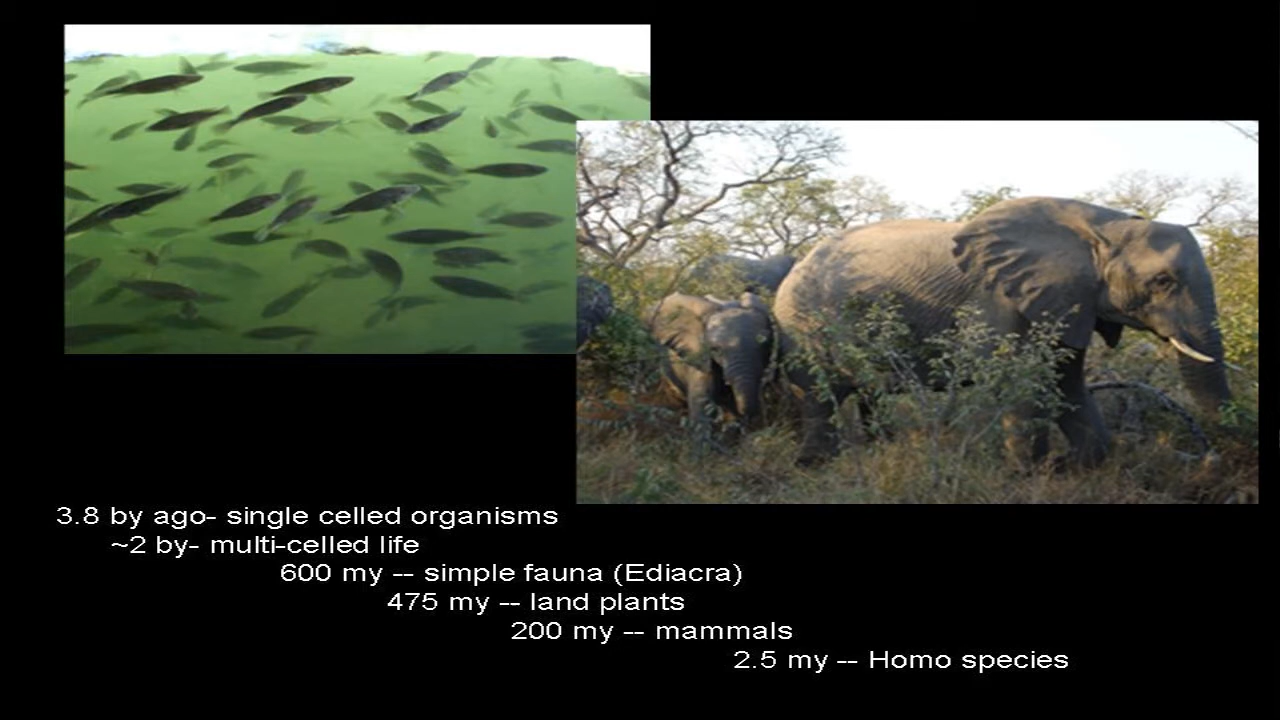 3.8 by ago- single celled organisms
~2 by- multi-celled life
600 my -- simple fauna (Ediacra)
475 my -- land plants
200 my -- mammals
2.5 my -- Homo species